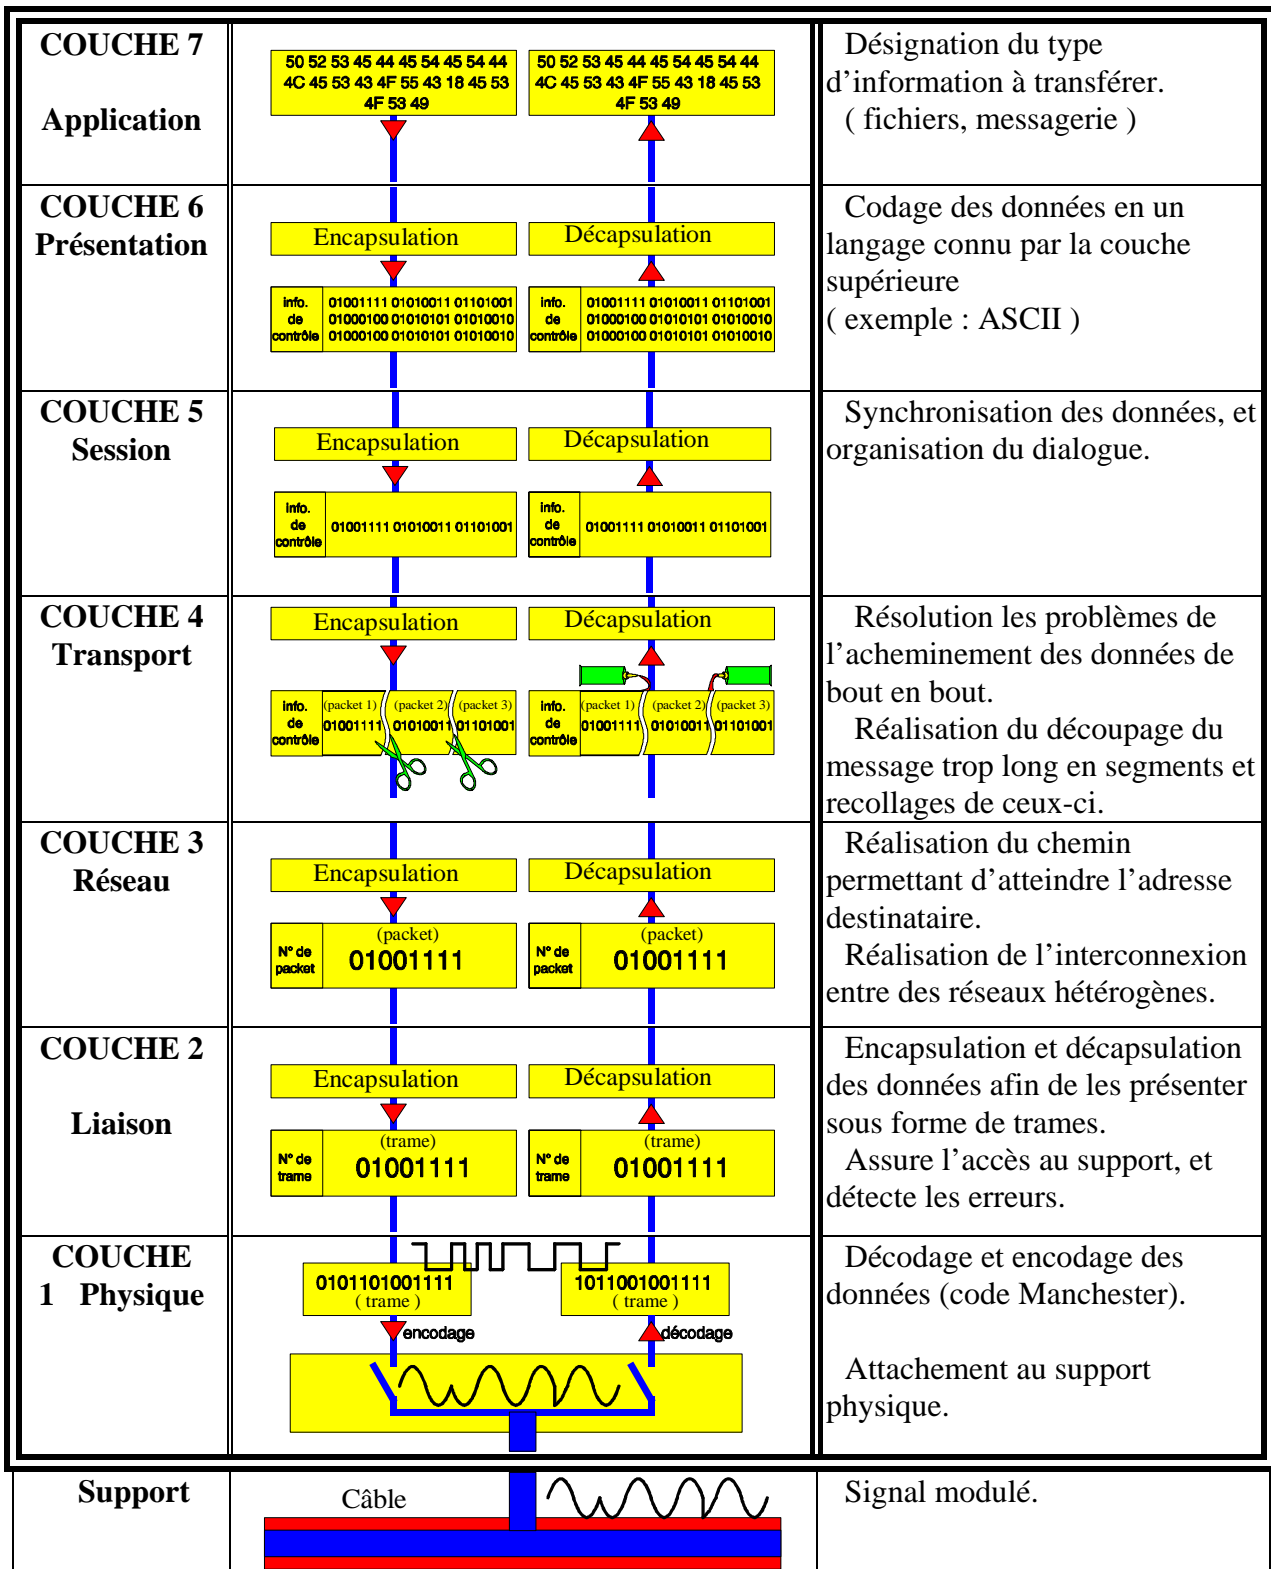 COUCHE 7
Application
50 52 53 45 44 45 54 45 54 44
4C 45 53 43 4F 55 43 18 45 53
4F 53 49
50 52 53 45 44 45 54 45 54 44
4C 45 53 43 4F 55 43 18 45 53
4F 53 49
Désignation du type
d’information à transférer.
( fichiers, messagerie )
COUCHE 6
Présentation
Encapsulation
info.
de
contrôle
01001111 01010011 01101001
01000100 01010101 01010010
01000100 01010101 01010010
Décapsulation
info.
de
contrôle
01001111 01010011 01101001
01000100 01010101 01010010
01000100 01010101 01010010
Codage des données en un
langage connu par la couche
supérieure
( exemple : ASCII )
COUCHE 5
Session
Encapsulation
info.
de
contrôle
01001111 01010011 01101001
Décapsulation
info.
de
contrôle
01001111 01010011 01101001
Synchronisation des données, et
organisation du dialogue.
COUCHE 4
Transport
Encapsulation
info.
de
contrôle
(packet 1) (packet 2) (packet 3)
01001111 01010011 01101001
Décapsulation
info.
de
contrôle
(packet 1) (packet 2) (packet 3)
01001111 01010011 01101001
Résolution les problèmes de
l’acheminement des données de
bout en bout.
Réalisation du découpage du
message trop long en segments et
recollages de ceux-ci.
COUCHE 3
Réseau
Encapsulation
N° de
packet
(packet)
01001111
Décapsulation
N° de
packet
(packet)
01001111
Réalisation du chemin
permettant d’atteindre l’adresse
destinataire.
Réalisation de l’interconnexion
entre des réseaux hétérogènes.
COUCHE 2
Liaison
Encapsulation
N° de
trame
(trame)
01001111
Décapsulation
N° de
trame
(trame)
01001111
Encapsulation et décapsulation
des données afin de les présenter
sous forme de trames.
Assure l’accès au support, et
détecte les erreurs.
COUCHE
1 Physique
0101101001111
( trame )
encodage
1011001001111
( trame )
décodage
Décodage et encodage des
données (code Manchester).
Attachement au support
physique.
Support
Câble
Signal modulé.